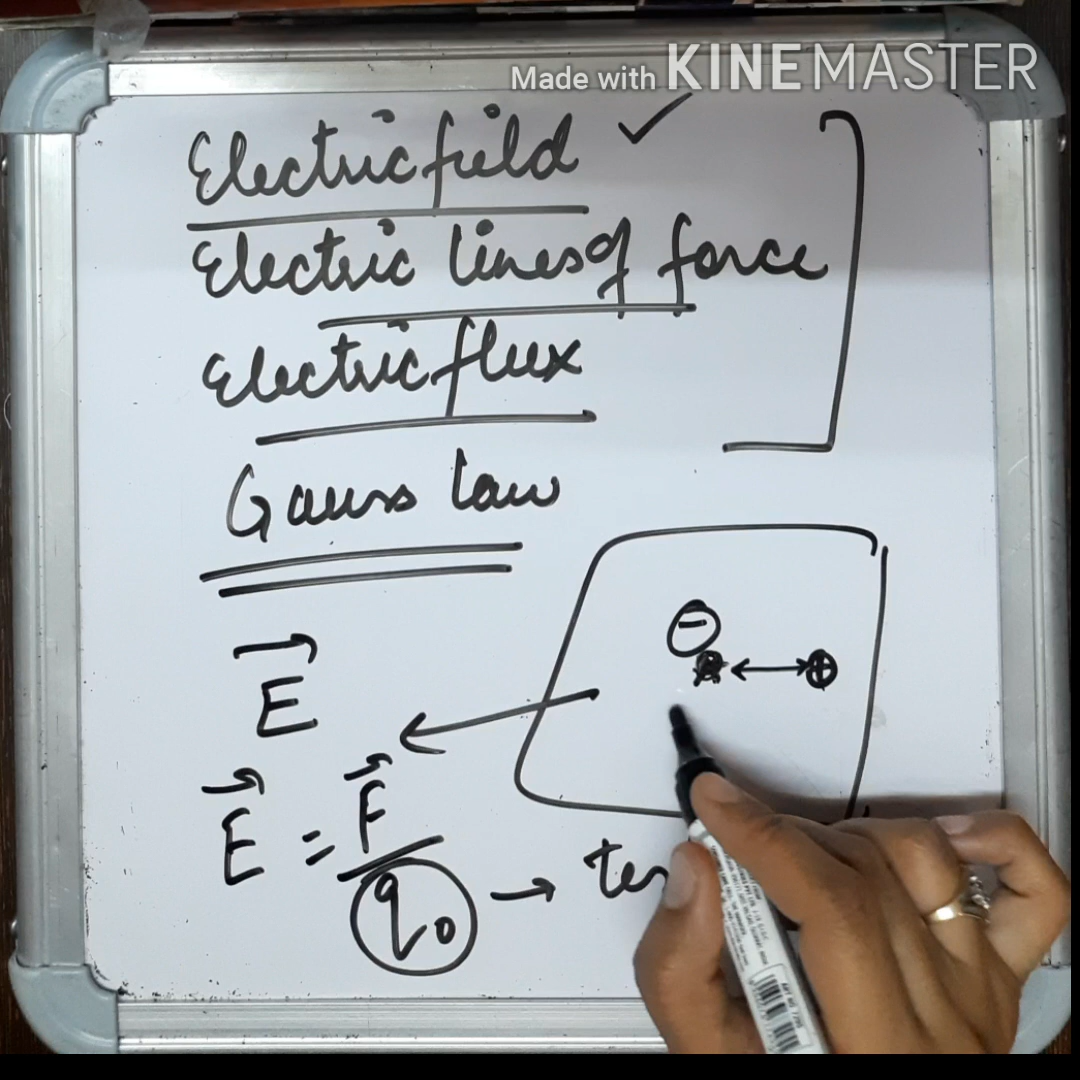 Made with KINEMASTER
Electric field ✓
Electric lines of force
Electric flux
Gauss law
E
E = F
q₀ → te